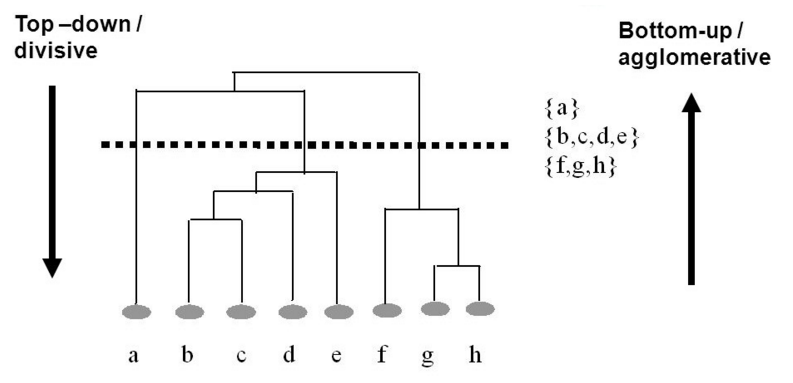 Top –down /
divisive
Bottom-up /
agglomerative
{a}
{b,c,d,e}
{f,g,h}
a b c d e f g h